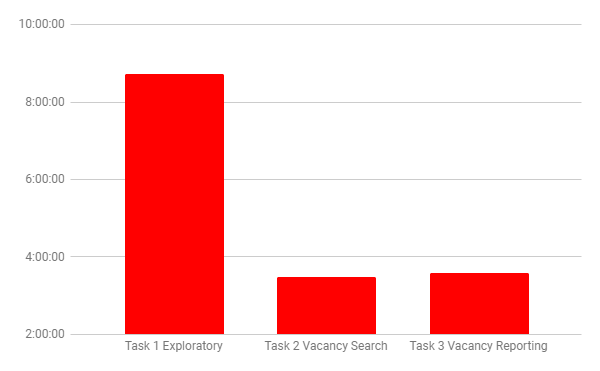 10:00:00
8:00:00
6:00:00
4:00:00
2:00:00
Task 1 Exploratory
Task 2 Vacancy Search
Task 3 Vacancy Reporting